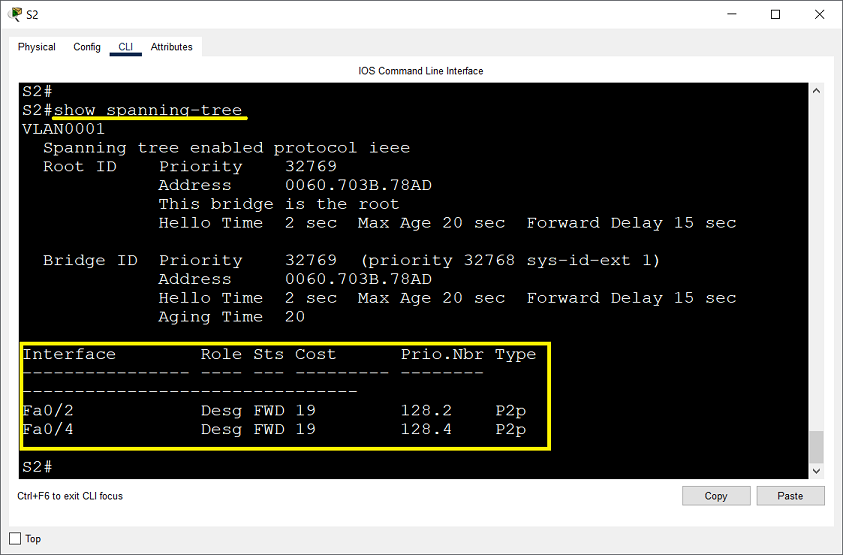 S2
Physical Config CLI Attributes
IOS Command Line Interface
S2#
S2#show spanning-tree
VLAN0001
  Spanning tree enabled protocol ieee
  Root ID    Priority    32769
             Address     0060.703B.78AD
             This bridge is the root
             Hello Time  2 sec  Max Age 20 sec  Forward Delay 15 sec
  Bridge ID  Priority    32769  (priority 32768 sys-id-ext 1)
             Address     0060.703B.78AD
             Hello Time  2 sec  Max Age 20 sec  Forward Delay 15 sec
             Aging Time  20
Interface        Role Sts Cost      Prio.Nbr Type
---------------- ---- --- --------- --------
--------------------------------
Fa0/2            Desg FWD 19        128.2    P2p
Fa0/4            Desg FWD 19        128.4    P2p
S2#
Ctrl+F6 to exit CLI focus Copy Paste
Top